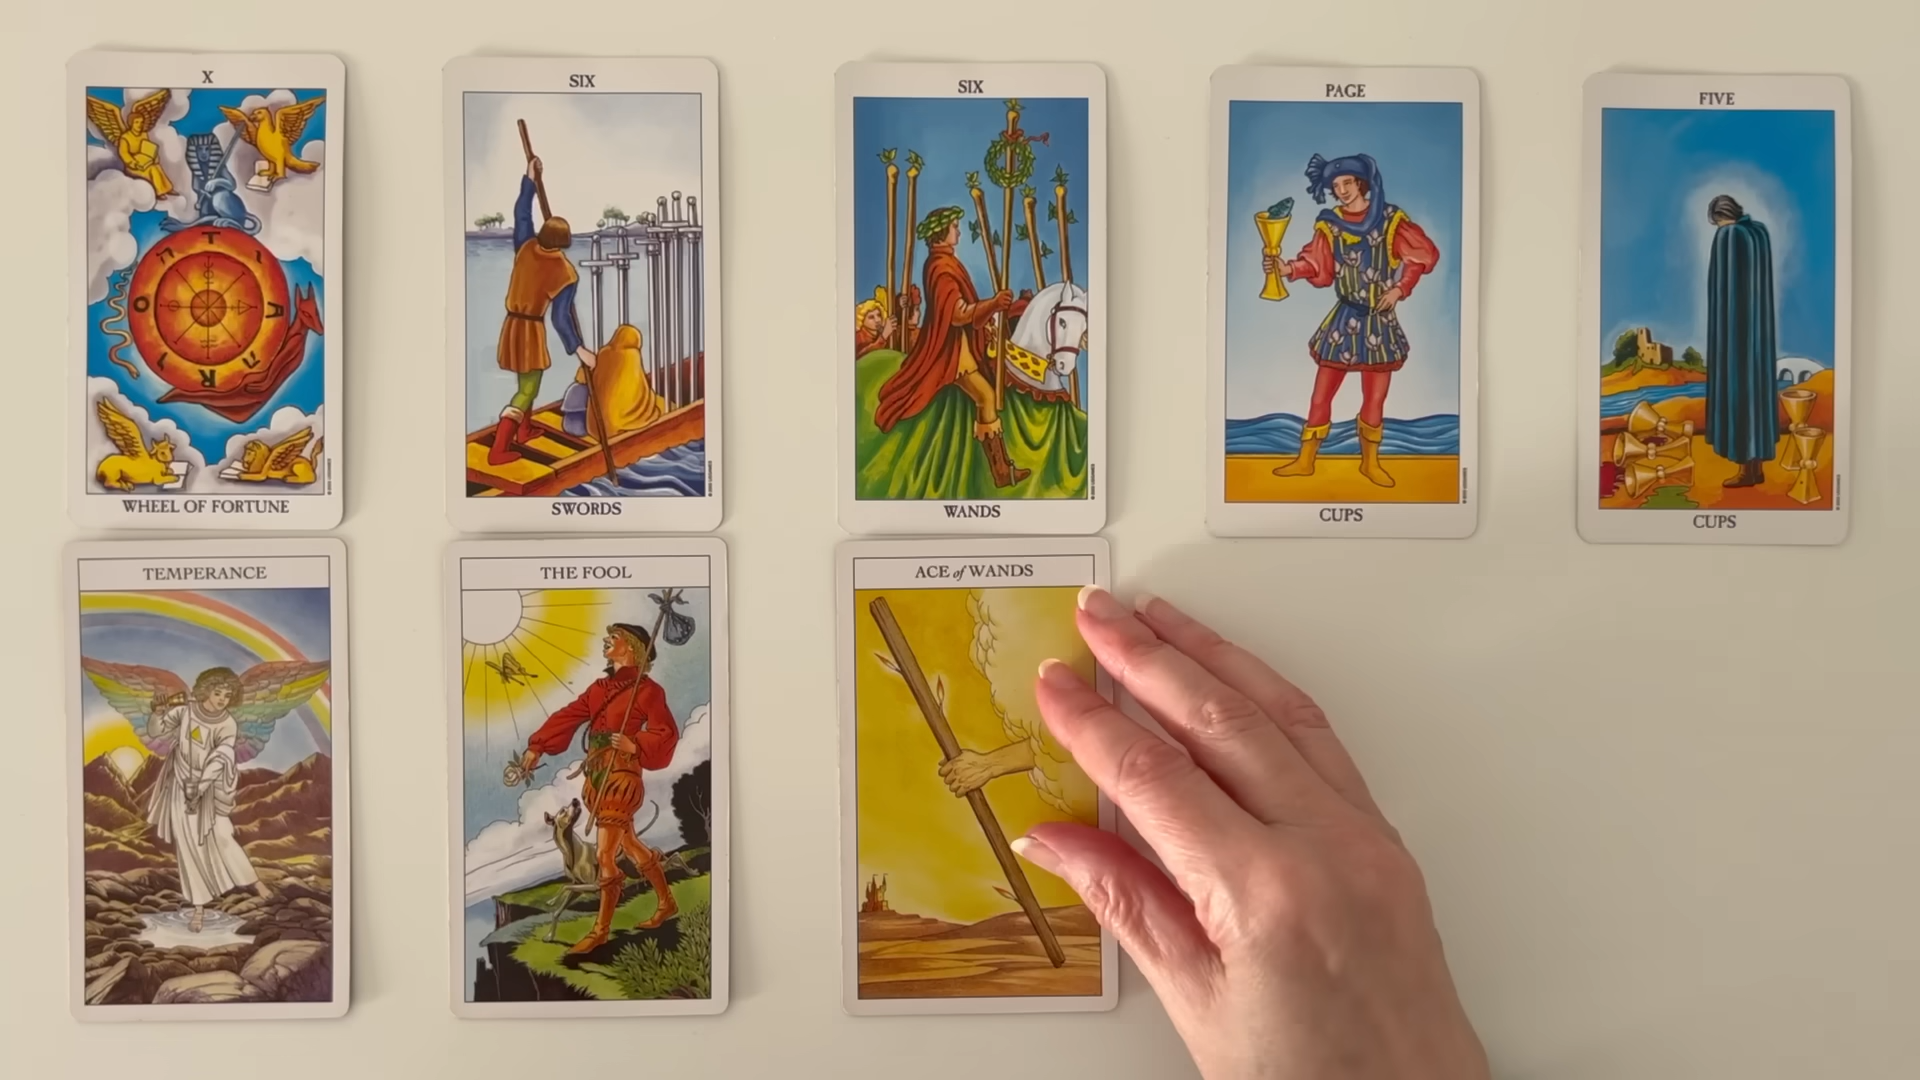 X
WHEEL OF FORTUNE
SIX
SWORDS
SIX
WANDS
PAGE
CUPS
FIVE
CUPS
TEMPERANCE
THE FOOL
ACE of WANDS